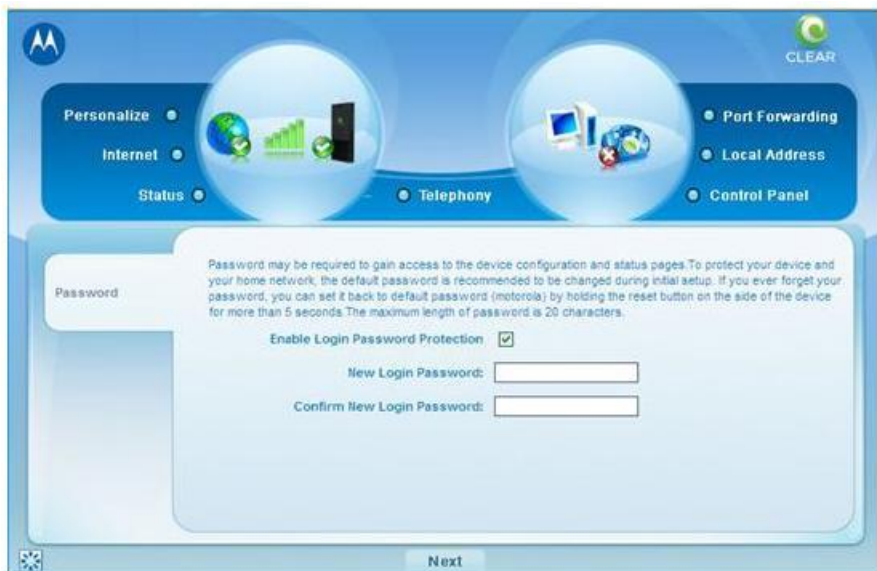 CLEAR
Personalize
Internet
Status
Telephony
Port Forwarding
Local Address
Control Panel
Password
Password may be required to gain access to the device configuration and status pages.To protect your device and
your home network, the default password is recommended to be changed during initial setup. If you ever forget your
password, you can set it back to default password (motorola) by holding the reset button on the side of the device
for more than 5 seconds.The maximum length of password is 20 characters.
Enable Login Password Protection
New Login Password:
Confirm New Login Password:
Next